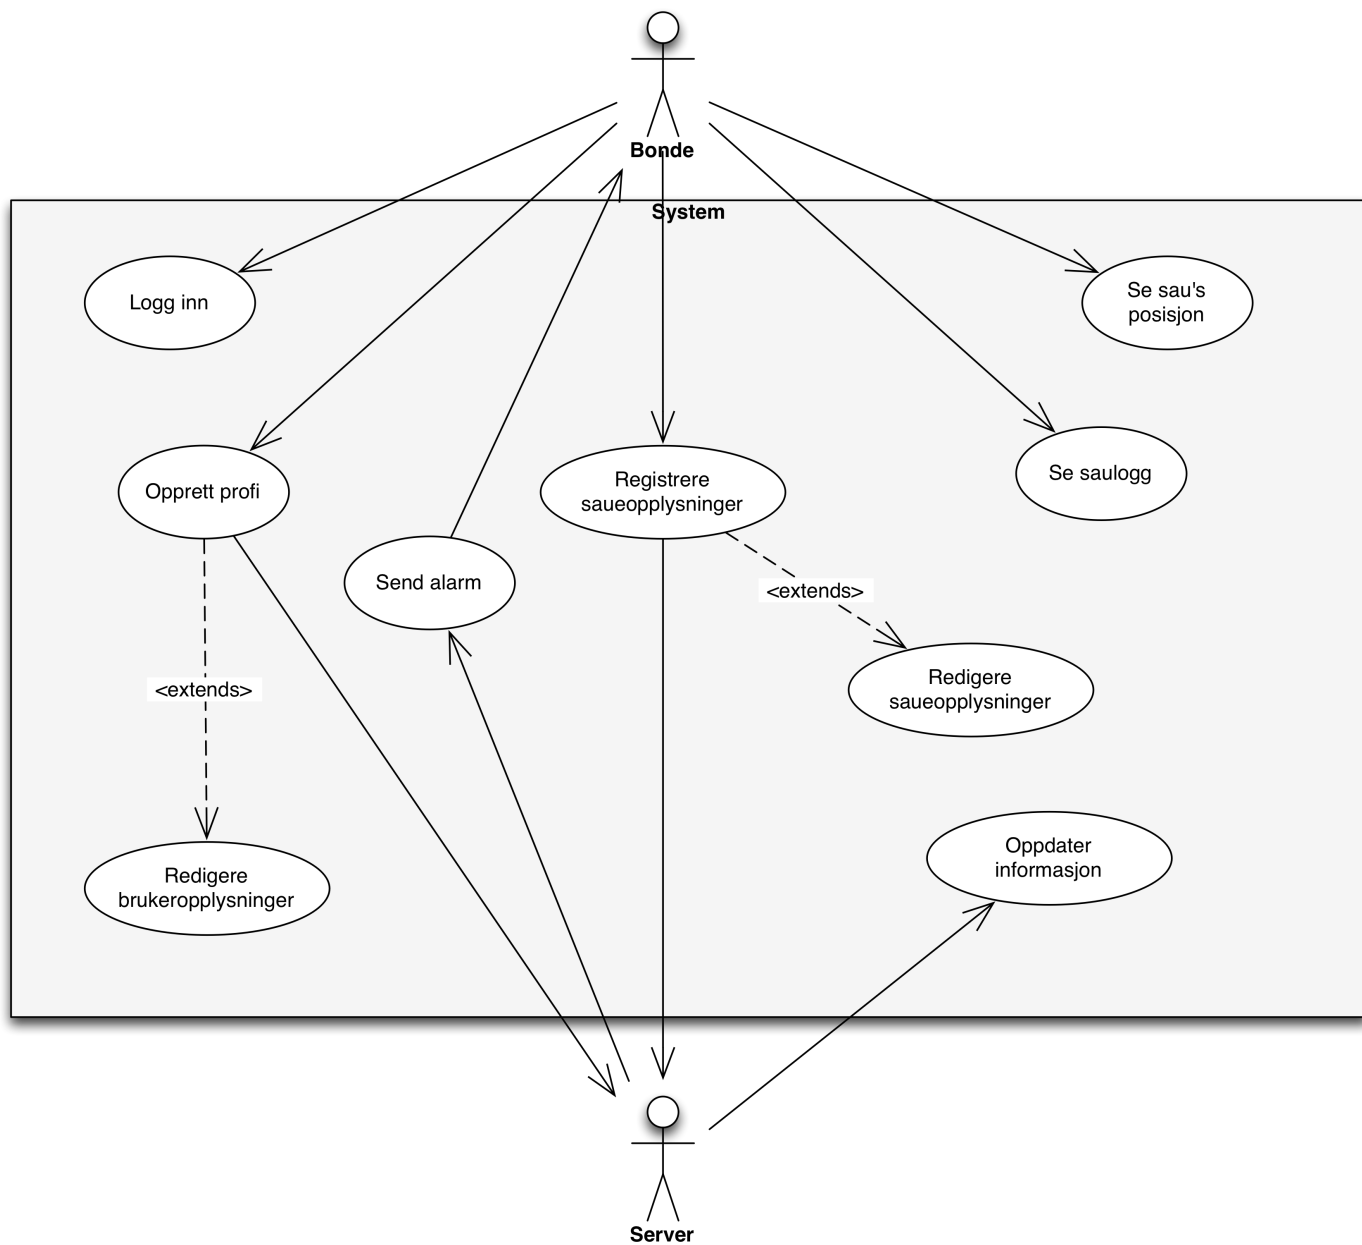 Bonde
System
Logg inn
Se sau's
posisjon
Opprett profi
Registrere
saueopplysninger
Se saulogg
Send alarm
<extends>
Redigere
saueopplysninger
<extends>
Oppdater
informasjon
Redigere
brukeropplysninger
Server